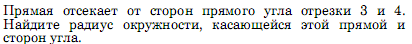 Прямая отсекает от сторон прямого угла отрезки 3 и 4.
Найдите радиус окружности, касающейся этой прямой и
сторон угла.